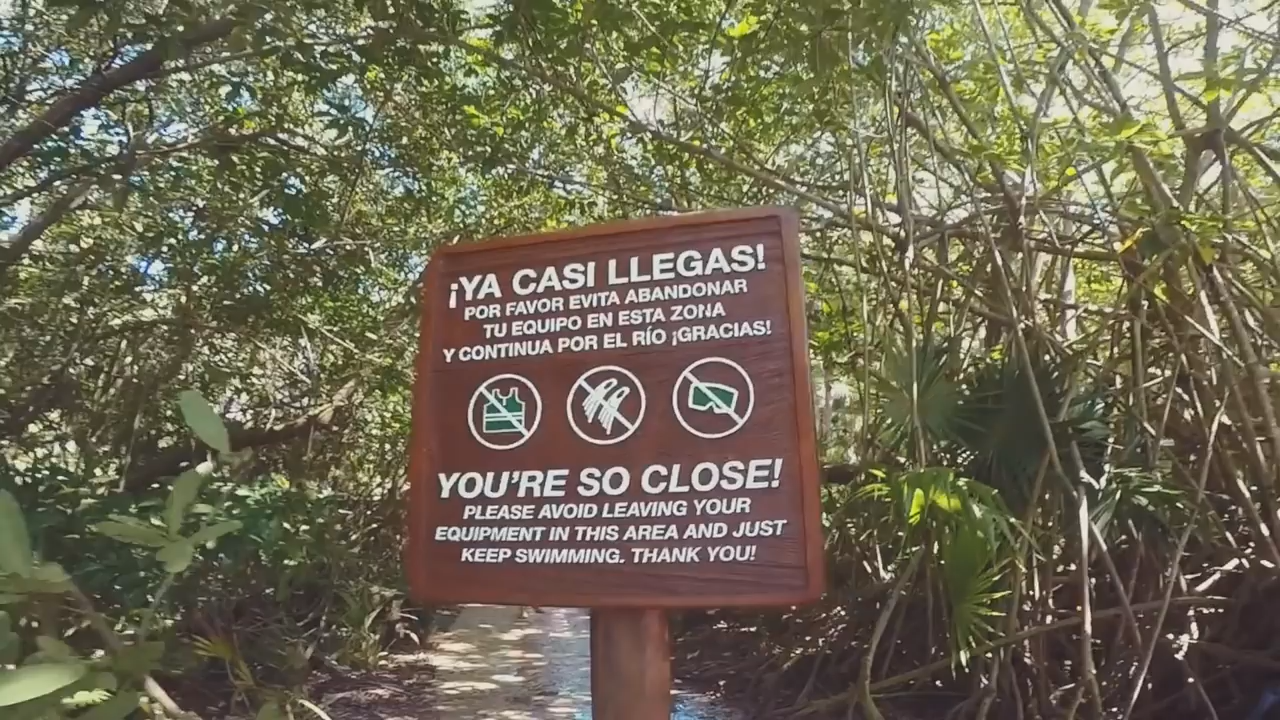 ¡YA CASI LLEGAS!
POR FAVOR EVITA ABANDONAR
TU EQUIPO EN ESTA ZONA
Y CONTINUA POR EL RÍO ¡GRACIAS!
YOU'RE SO CLOSE!
PLEASE AVOID LEAVING YOUR
EQUIPMENT IN THIS AREA AND JUST
KEEP SWIMMING. THANK YOU!